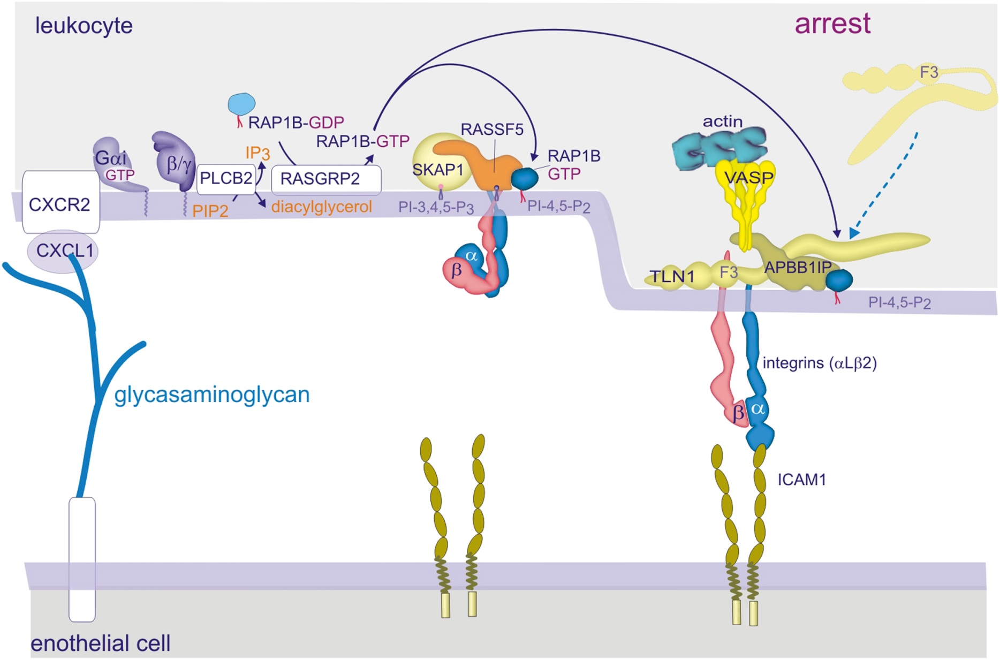 leukocyte
arrest
F3
actin
RAP1B-GDP
RAP1B-GTP
RASSF5
IP3
Gαi
GTP
β/γ
PLCB2
RASGRP2
SKAP1
RAP1B
GTP
VASP
CXCR2
PIP2
diacylglycerol
PI-3,4,5-P3
PI-4,5-P2
CXCL1
α
β
TLN1
F3
APBB1IP
PI-4,5-P2
integrins (αLβ2)
glycasaminoglycan
β
α
ICAM1
enothelial cell